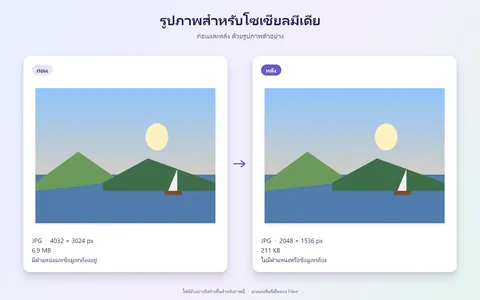 รูปภาพสำหรับโซเชียลมีเดีย
ก่อนและหลัง ด้วยรูปภาพตัวอย่าง
ก่อน
JPG · 4032 × 3024 px
6.9 MB
มีตำแหน่งและข้อมูลกล้องอยู่
→
หลัง
JPG · 2048 × 1536 px
211 KB
ไม่มีตำแหน่งหรือข้อมูลกล้อง